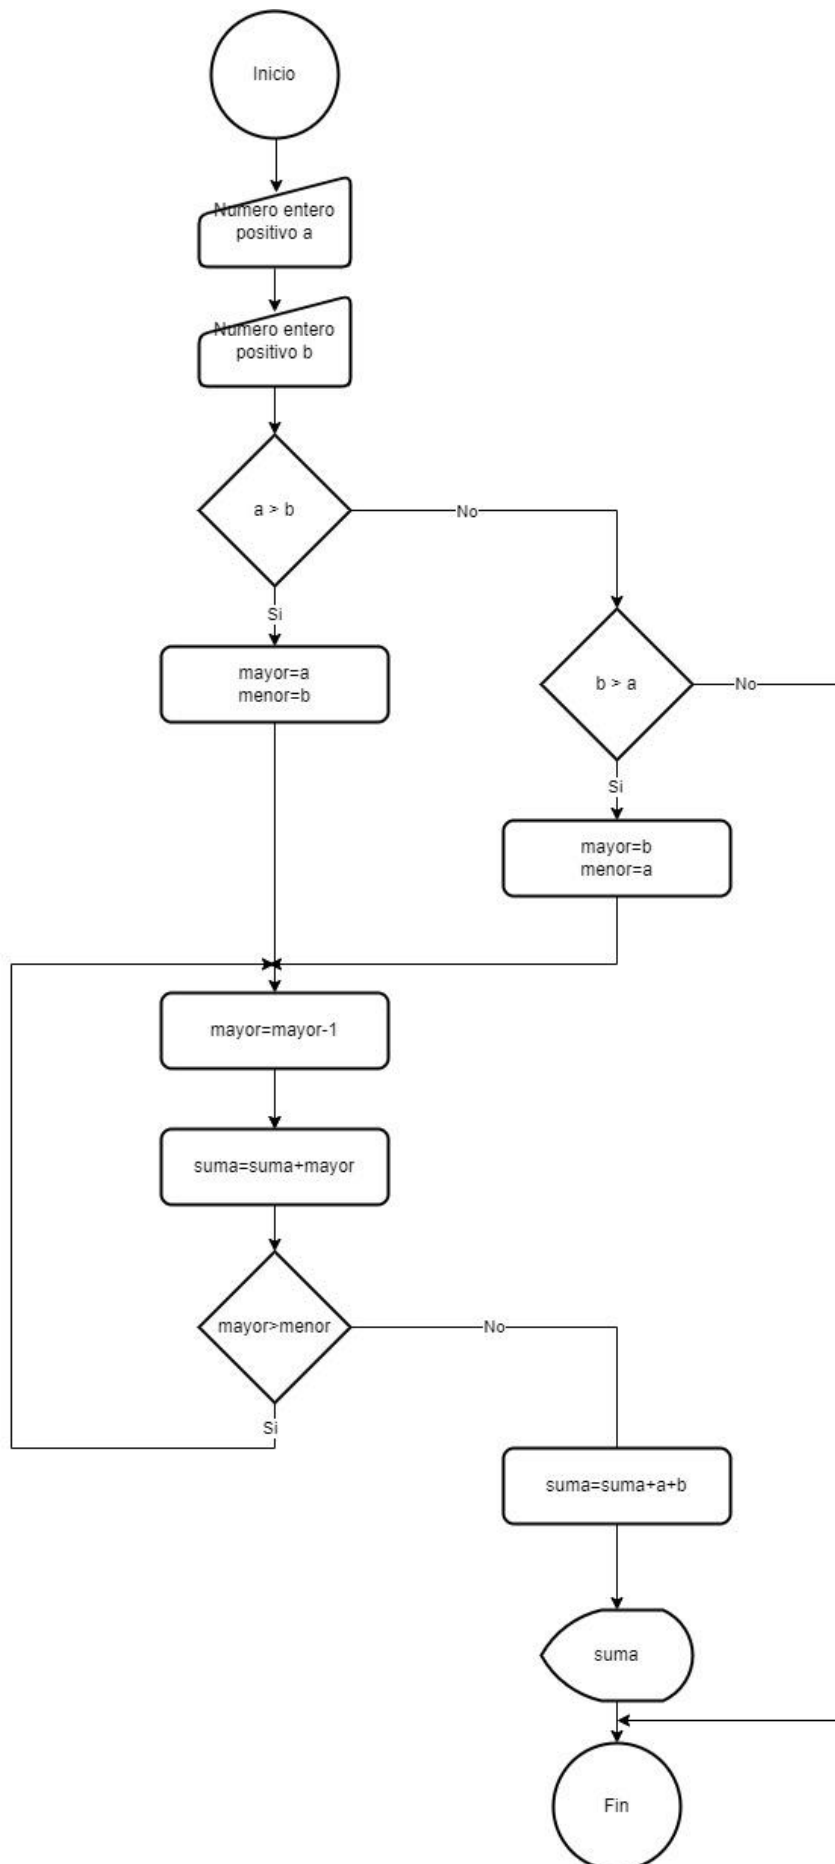 Inicio
Numero entero
positivo a
Numero entero
positivo b
a > b
No
Si
mayor=a
menor=b
b > a
No
Si
mayor=b
menor=a
mayor=mayor-1
suma=suma+mayor
mayor>menor
No
Si
suma=suma+a+b
suma
Fin